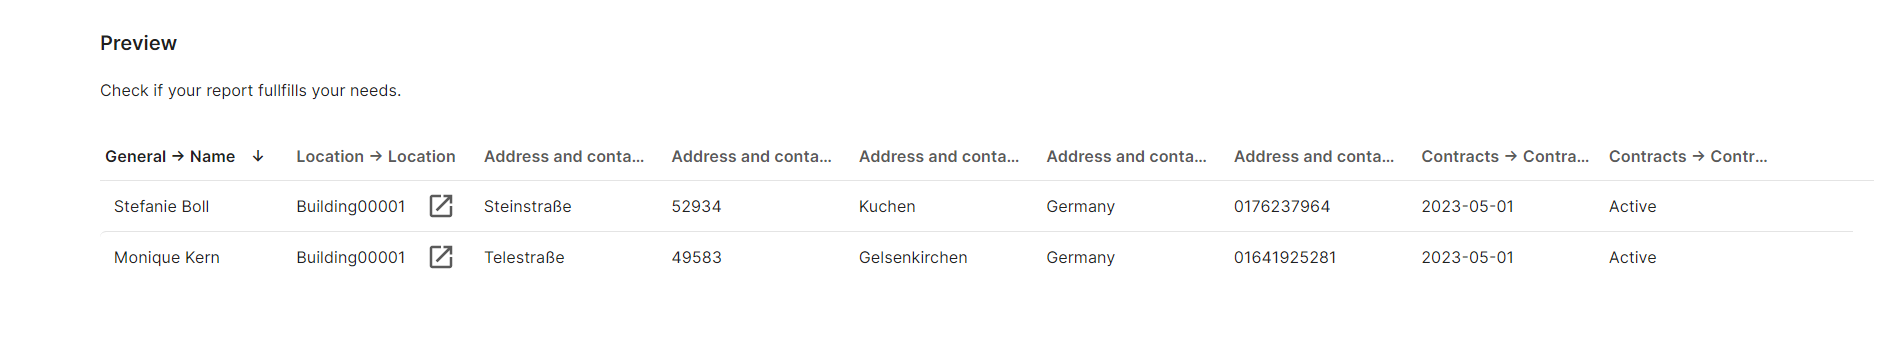 Preview
Check if your report fullfills your needs.
General → Name ↓ Location → Location Address and conta... Address and conta... Address and conta... Address and conta... Address and conta... Contracts → Contra... Contracts → Contr...
Stefanie Boll Building00001 Steinstraße 52934 Kuchen Germany 0176237964 2023-05-01 Active
Monique Kern Building00001 Telestraße 49583 Gelsenkirchen Germany 01641925281 2023-05-01 Active